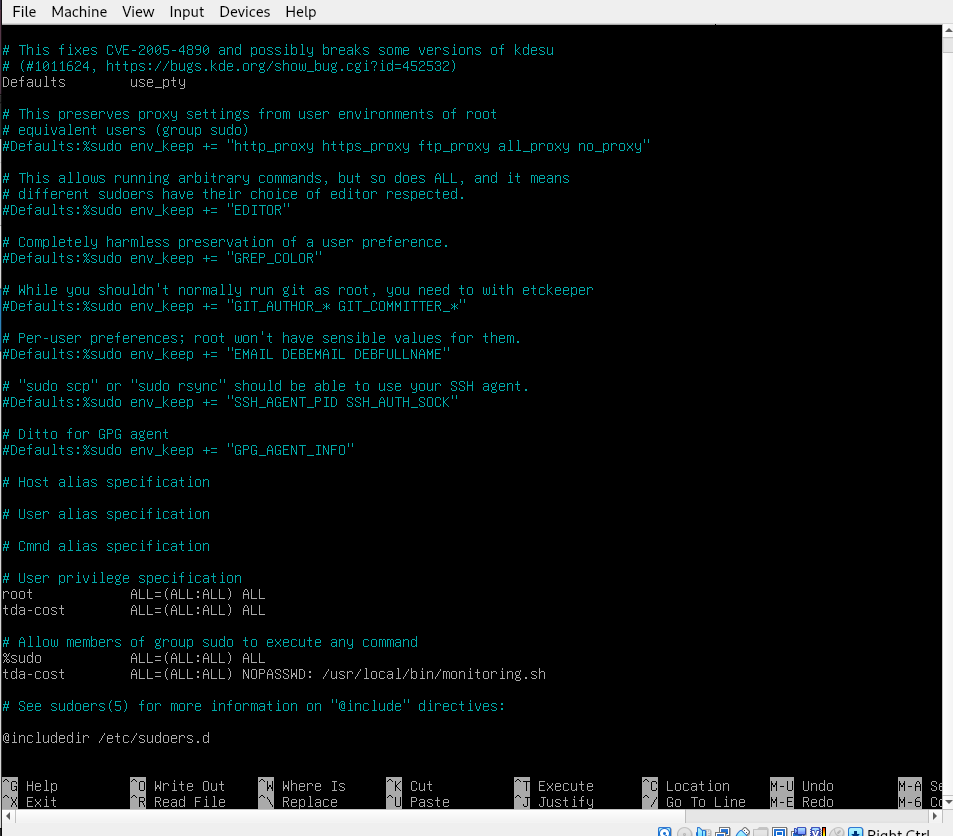 File Machine View Input Devices Help
# This fixes CVE-2005-4890 and possibly breaks some versions of kdesu
# (#1011624, https://bugs.kde.org/show_bug.cgi?id=452532)
Defaults        use_pty
# This preserves proxy settings from user environments of root
# equivalent users (group sudo)
#Defaults:%sudo env_keep += "http_proxy https_proxy ftp_proxy all_proxy no_proxy"
# This allows running arbitrary commands, but so does ALL, and it means
# different sudoers have their choice of editor respected.
#Defaults:%sudo env_keep += "EDITOR"
# Completely harmless preservation of a user preference.
#Defaults:%sudo env_keep += "GREP_COLOR"
# While you shouldn't normally run git as root, you need to with etckeeper
#Defaults:%sudo env_keep += "GIT_AUTHOR_* GIT_COMMITTER_*"
# Per-user preferences; root won't have sensible values for them.
#Defaults:%sudo env_keep += "EMAIL DEBEMAIL DEBFULLNAME"
# "sudo scp" or "sudo rsync" should be able to use your SSH agent.
#Defaults:%sudo env_keep += "SSH_AGENT_PID SSH_AUTH_SOCK"
# Ditto for GPG agent
#Defaults:%sudo env_keep += "GPG_AGENT_INFO"
# Host alias specification
# User alias specification
# Cmnd alias specification
# User privilege specification
root            ALL=(ALL:ALL) ALL
tda-cost        ALL=(ALL:ALL) ALL
# Allow members of group sudo to execute any command
%sudo           ALL=(ALL:ALL) ALL
tda-cost        ALL=(ALL:ALL) NOPASSWD: /usr/local/bin/monitoring.sh
# See sudoers(5) for more information on "@include" directives:
@includedir /etc/sudoers.d
^G Help ^O Write Out ^W Where Is ^K Cut ^T Execute ^C Location M-U Undo M-A
^X Exit ^R Read File ^\ Replace ^U Paste ^J Justify ^/ Go To Line M-E Redo M-6
Right Ctrl